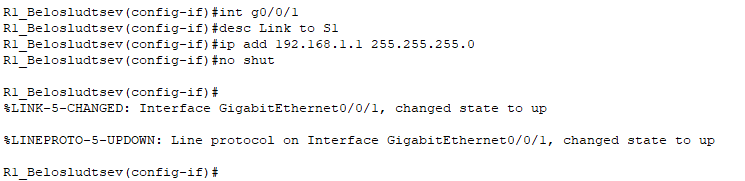 R1_Belosludtsev(config-if)#int g0/0/1
R1_Belosludtsev(config-if)#desc Link to S1
R1_Belosludtsev(config-if)#ip add 192.168.1.1 255.255.255.0
R1_Belosludtsev(config-if)#no shut
R1_Belosludtsev(config-if)#
%LINK-5-CHANGED: Interface GigabitEthernet0/0/1, changed state to up
%LINEPROTO-5-UPDOWN: Line protocol on Interface GigabitEthernet0/0/1, changed state to up
R1_Belosludtsev(config-if)#